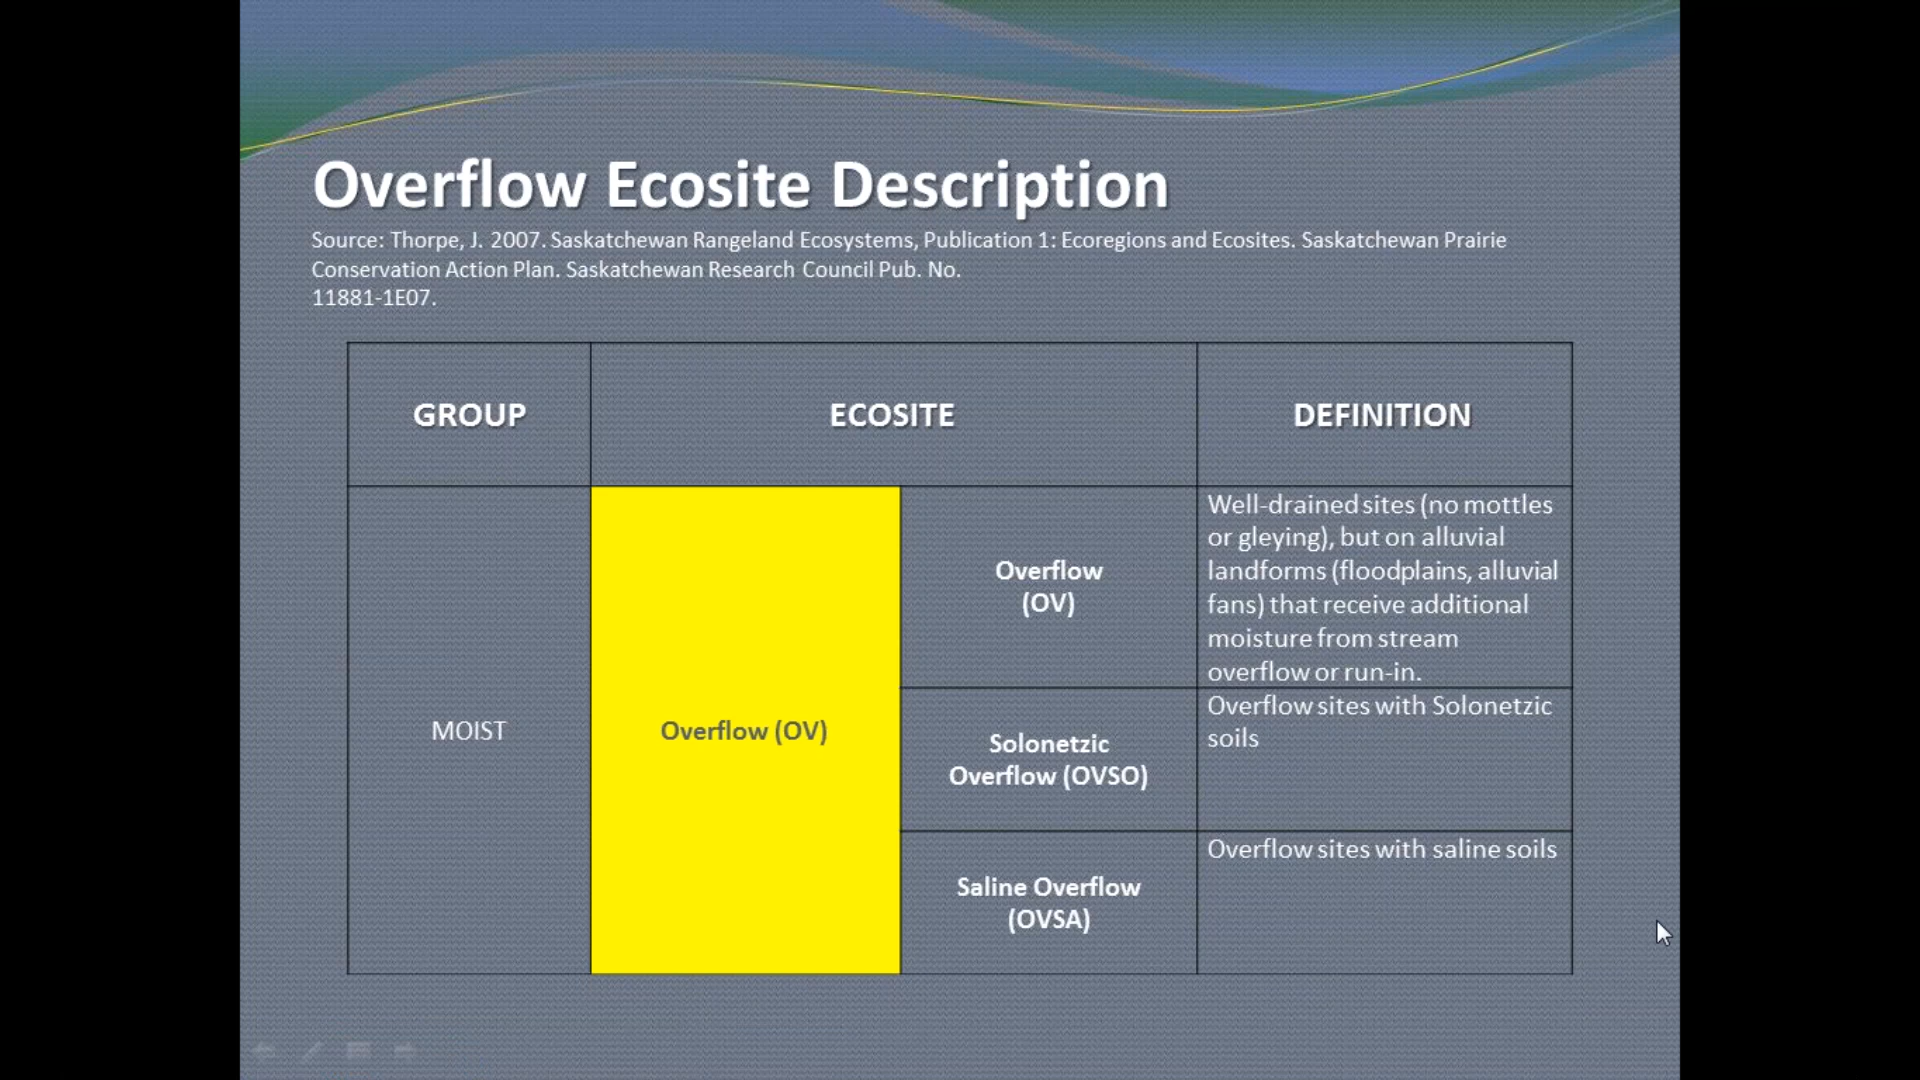 Overflow Ecosite Description
Source: Thorpe, J. 2007. Saskatchewan Rangeland Ecosystems, Publication 1: Ecoregions and Ecosites. Saskatchewan Prairie
Conservation Action Plan. Saskatchewan Research Council Pub. No.
11881-1E07.
GROUP
ECOSITE
DEFINITION
MOIST
Overflow (OV)
Overflow
(OV)
Well-drained sites (no mottles
or gleying), but on alluvial
landforms (floodplains, alluvial
fans) that receive additional
moisture from stream
overflow or run-in.
Solonetzic
Overflow (OVSO)
Overflow sites with Solonetzic
soils
Saline Overflow
(OVSA)
Overflow sites with saline soils